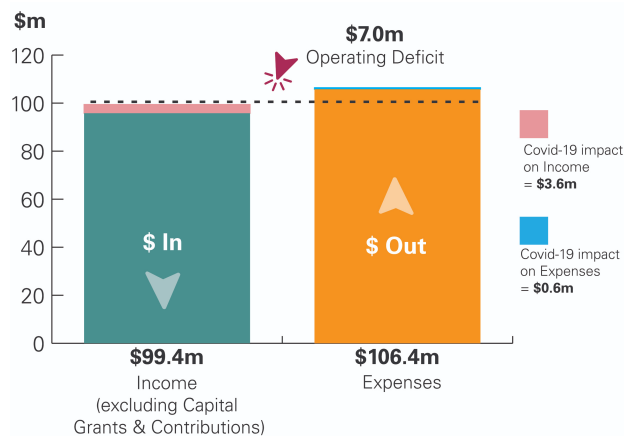 $m
$7.0m
Operating Deficit
120
100
80
60
40
20
0
$ In
$ Out
Covid-19 impact
on Income
= $3.6m
Covid-19 impact
on Expenses
= $0.6m
$99.4m
Income
(excluding Capital
Grants & Contributions)
$106.4m
Expenses